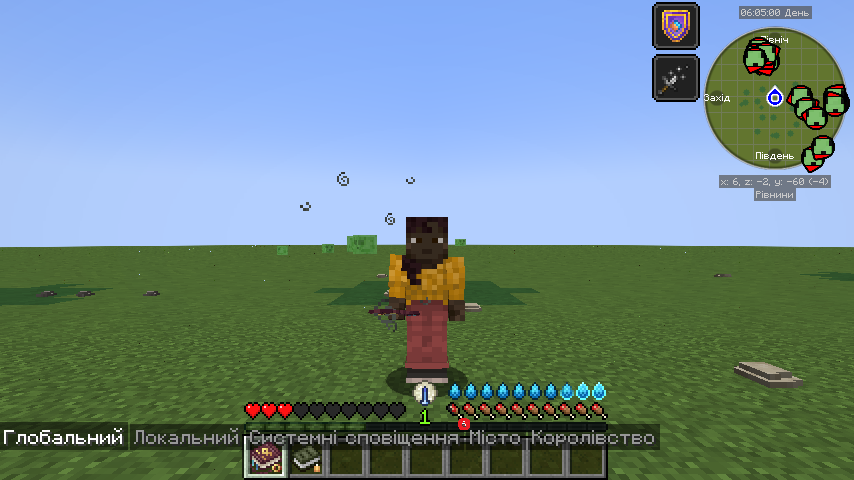 06:05:00 День
Північ
Захід
Південь
x: 6, z: -2, y: -60 (-4)
Рівнини
1
Глобальний Локальний Системні сповіщення Місто Королівство